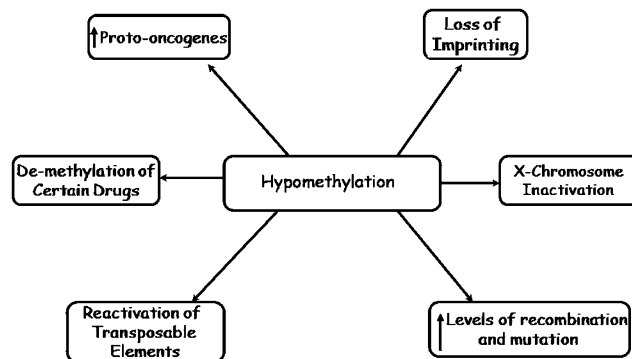 ↑Proto-oncogenes
Loss of
Imprinting
De-methylation of
Certain Drugs
Hypomethylation
X-Chromosome
Inactivation
Reactivation of
Transposable
Elements
↑Levels of recombination
and mutation